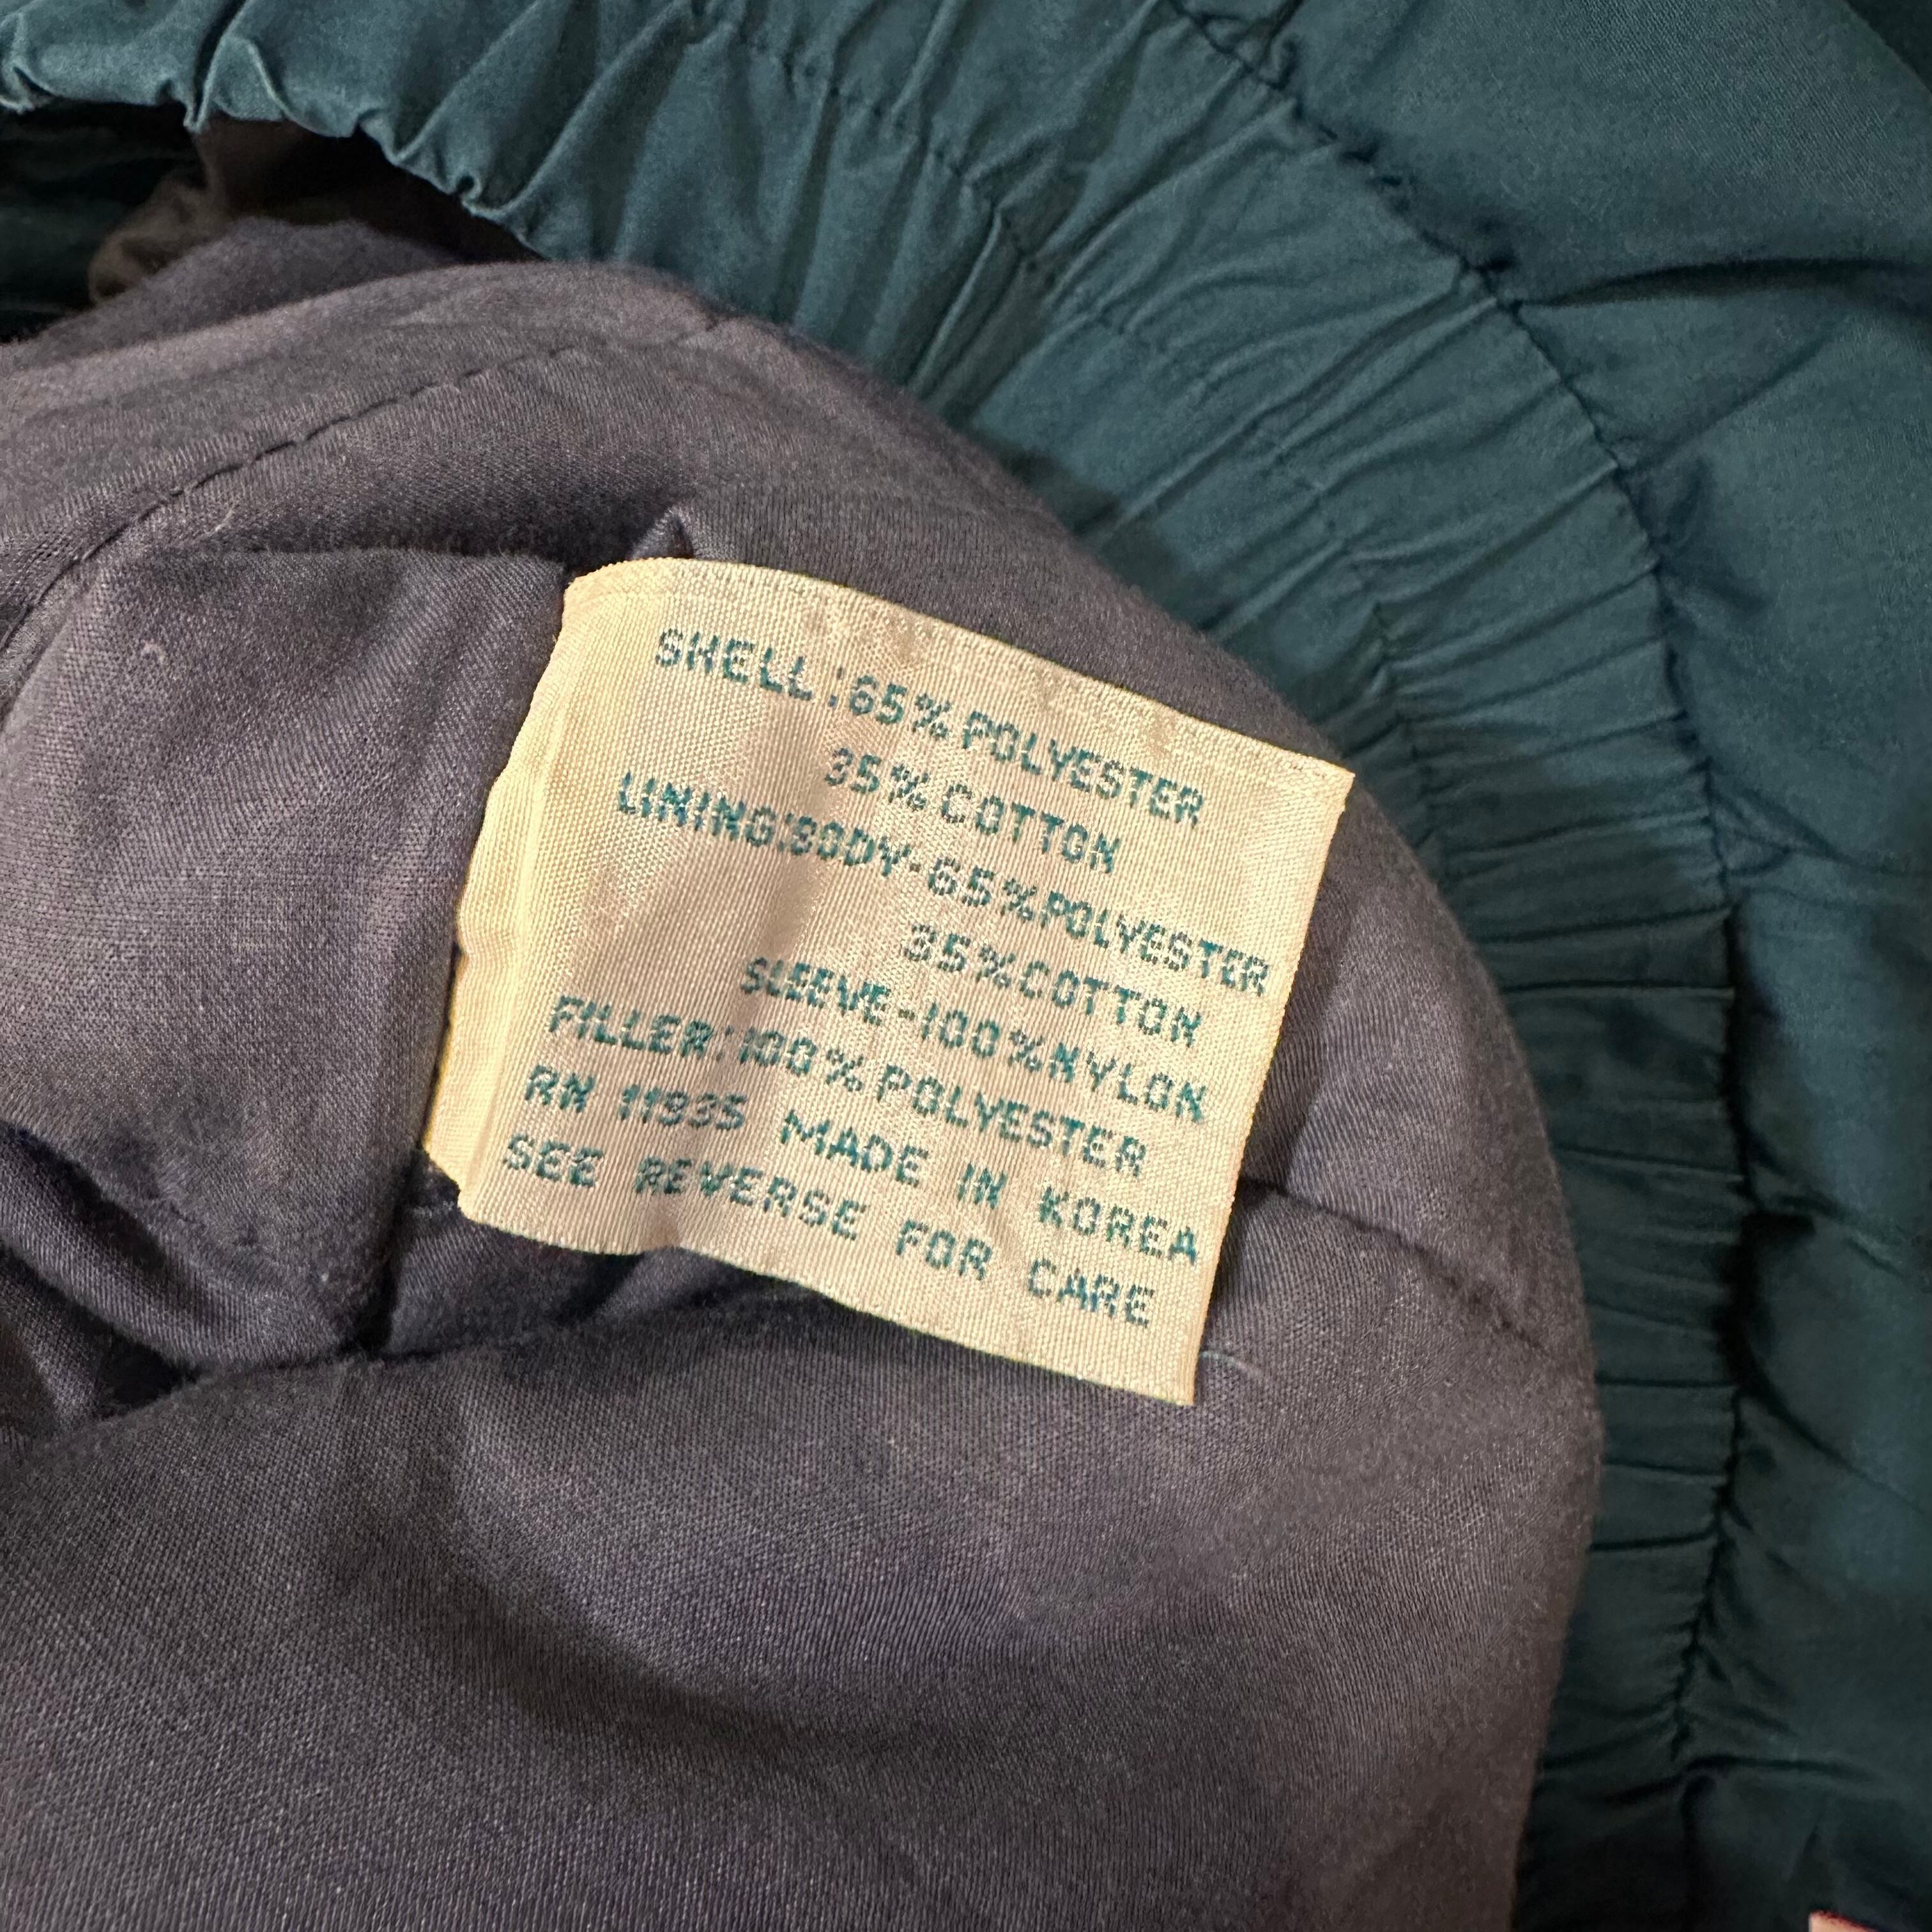 SHELL:65%POLYESTER
35%COTTON
LINING:BODY-65%POLYESTER
35%COTTON
SLEEVE-100%NYLON
FILLER:100%POLYESTER
RN 11935 MADE IN KOREA
SEE REVERSE FOR CARE